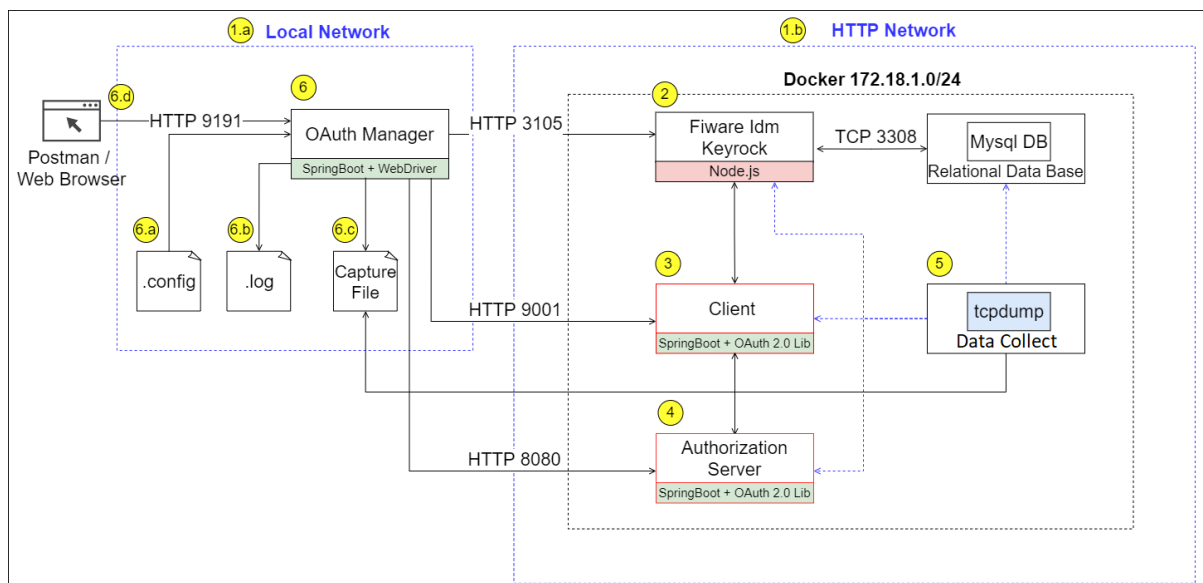 1.a
Local Network
1.b
HTTP Network
Docker 172.18.1.0/24
6.d
6
2
HTTP 9191
OAuth Manager
SpringBoot + WebDriver
HTTP 3105
Fiware Idm
Keyrock
Node.js
TCP 3308
Mysql DB
Relational Data Base
Postman /
Web Browser
6.a
6.b
6.c
.config
.log
Capture
File
3
5
HTTP 9001
Client
SpringBoot + OAuth 2.0 Lib
tcpdump
Data Collect
4
HTTP 8080
Authorization
Server
SpringBoot + OAuth 2.0 Lib